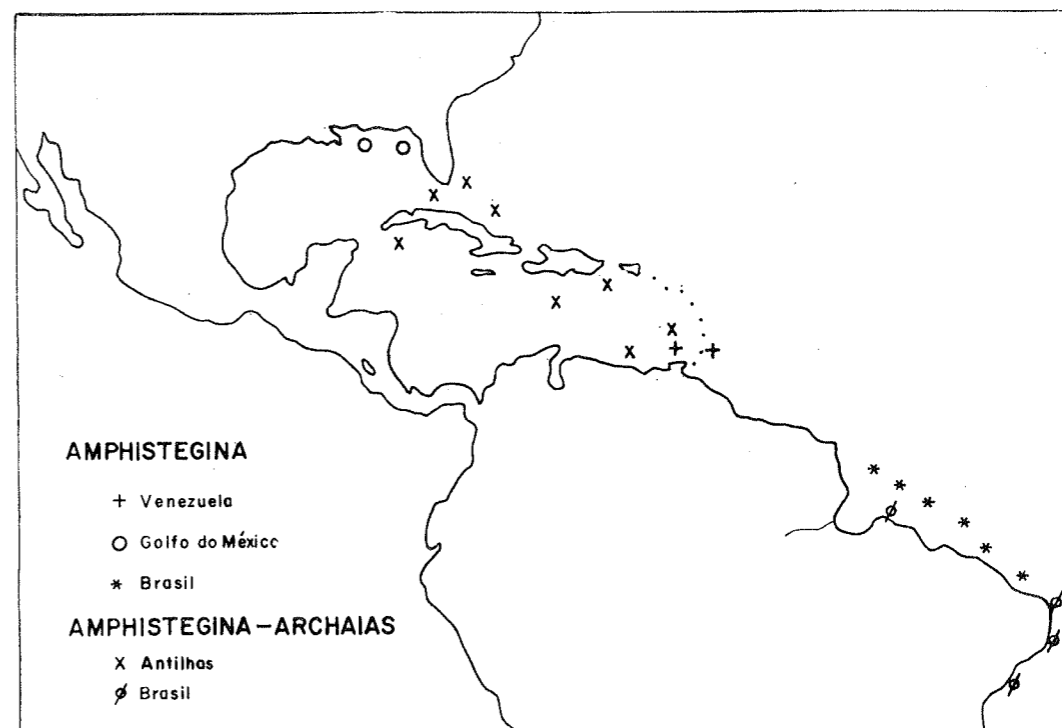 AMPHISTEGINA
+ Venezuela
O Golfo do Méxicc
* Brasil
AMPHISTEGINA-ARCHAIAS
X Antilhas
ϕ Brasil